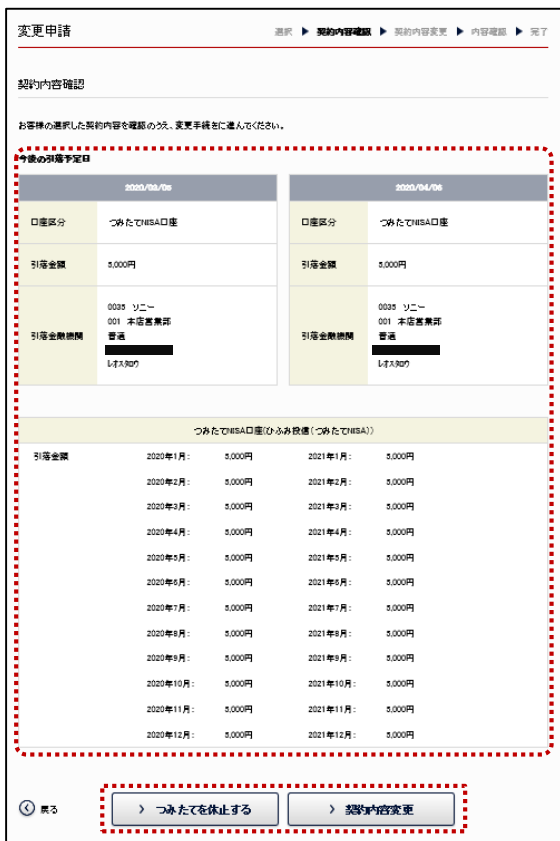 変更申請
選択 ▶ 契約内容確認 ▶ 契約内容変更 ▶ 内容確認 ▶ 完了
契約内容確認
お客様の選択した契約内容を確認のうえ、変更手続きに進んでください。
今後の引落予定日
2020/03/05 2020/04/06
口座区分 つみたてNISA口座 口座区分 つみたてNISA口座
引落金額 5,000円 引落金額 5,000円
引落金融機関 0035 ソニー 引落金融機関 0035 ソニー
001 本店営業部 001 本店営業部
普通 普通
レオスタロウ レオスタロウ
つみたてNISA口座(ひふみ投信(つみたてNISA))
引落金額 2020年1月: 5,000円 2021年1月: 5,000円
2020年2月: 5,000円 2021年2月: 5,000円
2020年3月: 5,000円 2021年3月: 5,000円
2020年4月: 5,000円 2021年4月: 5,000円
2020年5月: 5,000円 2021年5月: 5,000円
2020年6月: 5,000円 2021年6月: 5,000円
2020年7月: 5,000円 2021年7月: 5,000円
2020年8月: 5,000円 2021年8月: 5,000円
2020年9月: 5,000円 2021年9月: 5,000円
2020年10月: 5,000円 2021年10月: 5,000円
2020年11月: 5,000円 2021年11月: 5,000円
2020年12月: 5,000円 2021年12月: 5,000円
戻る つみたてを休止する 契約内容変更